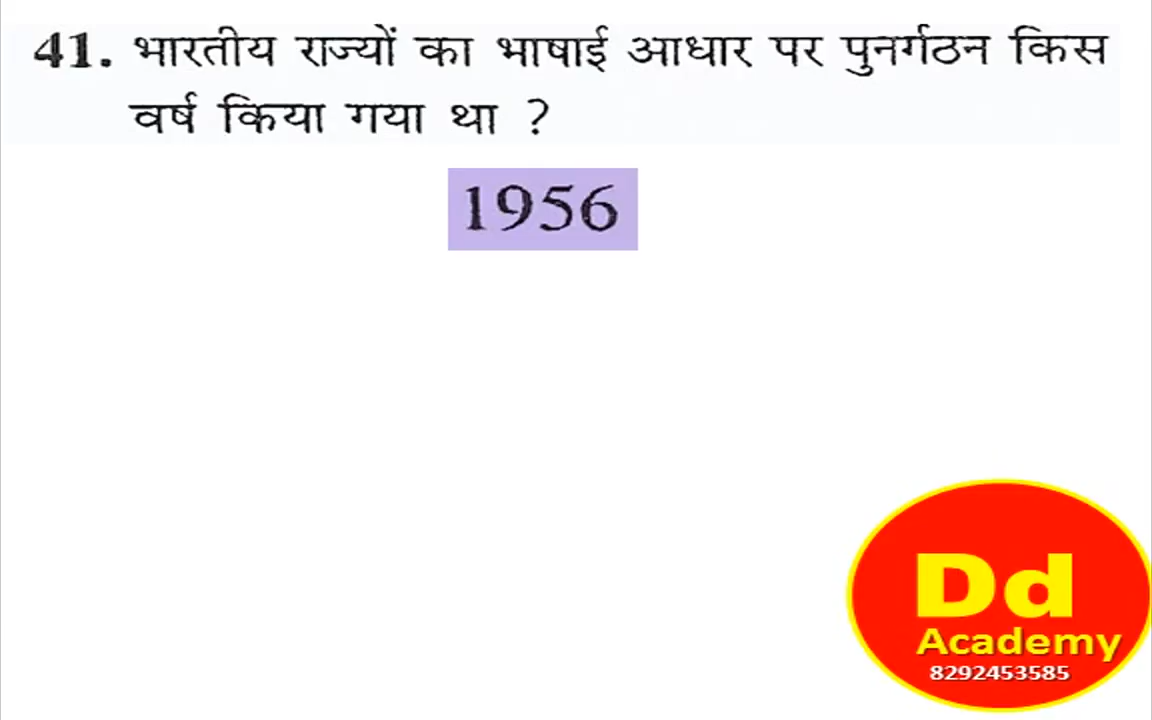 41. भारतीय राज्यों का भाषाई आधार पर पुनर्गठन किस
वर्ष किया गया था ?
1956
Dd
Academy
8292453585